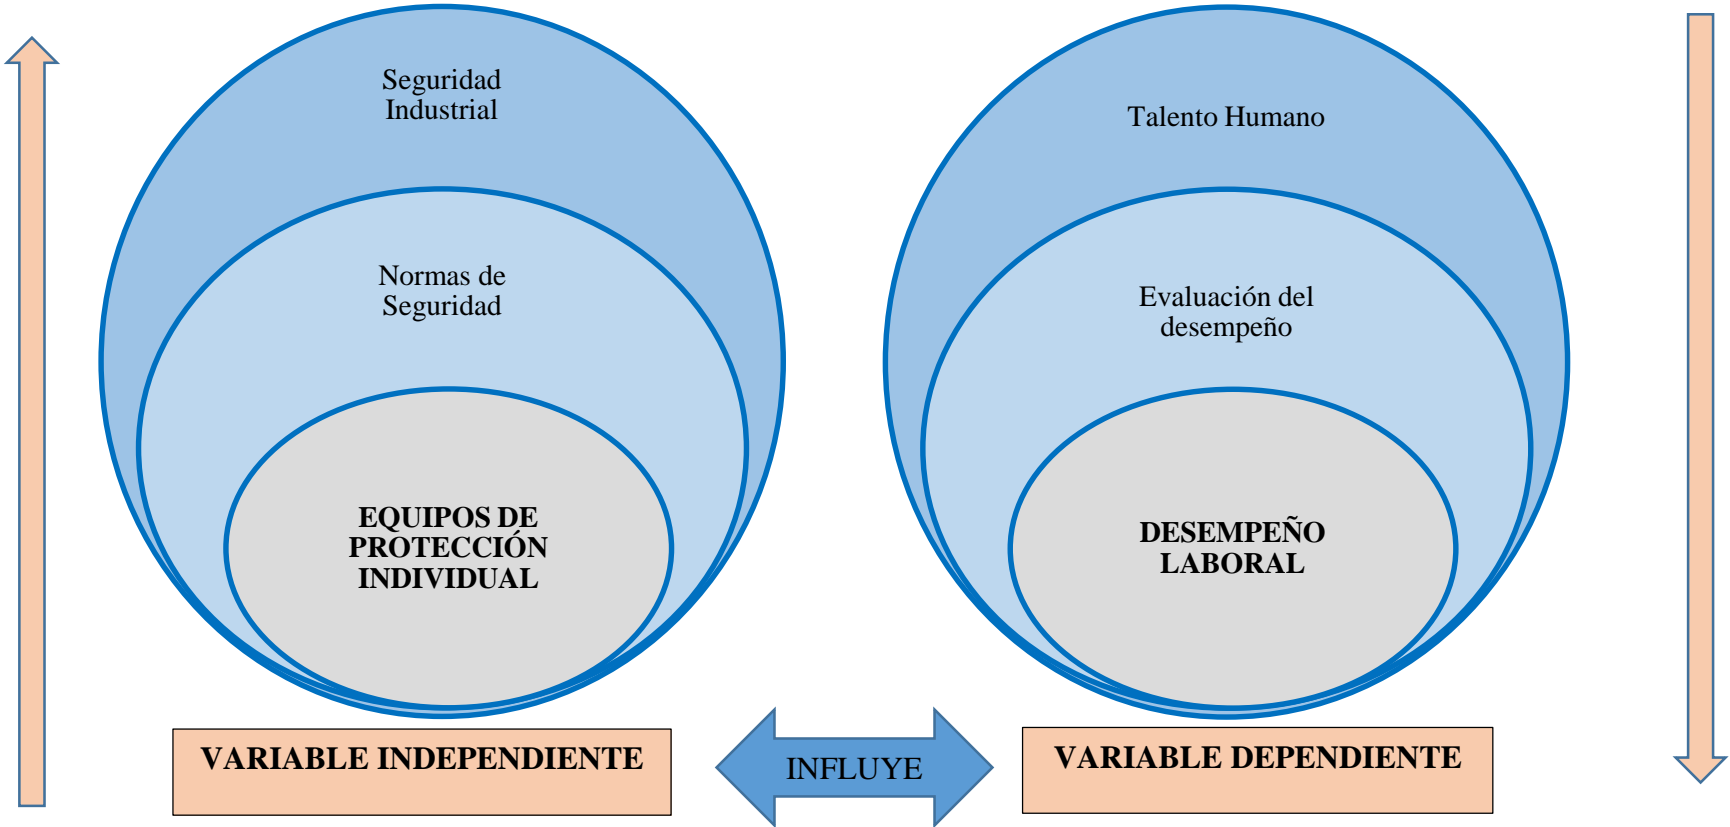 Seguridad
Industrial
Normas de
Seguridad
EQUIPOS DE
PROTECCIÓN
INDIVIDUAL
VARIABLE INDEPENDIENTE
INFLUYE
Talento Humano
Evaluación del
desempeño
DESEMPEÑO
LABORAL
VARIABLE DEPENDIENTE